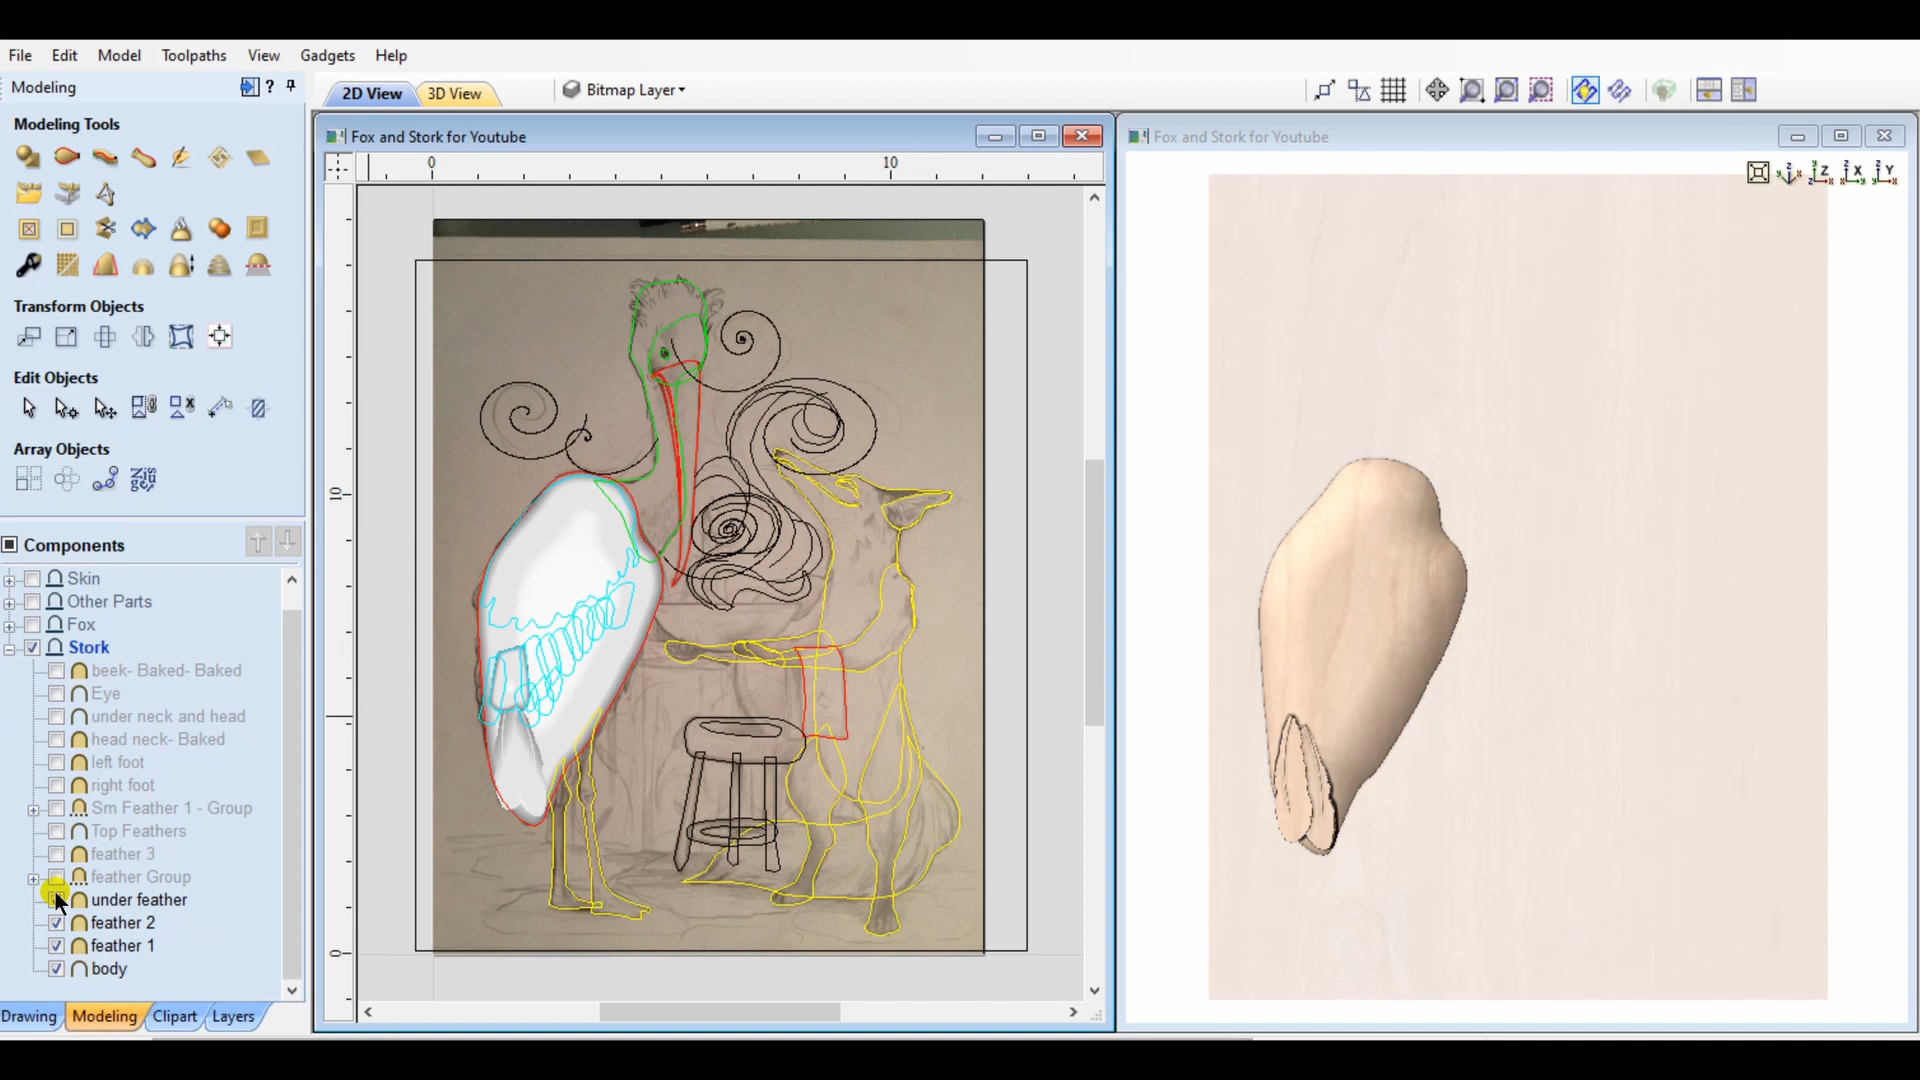 File Edit Model Toolpaths View Gadgets Help
Modeling
2D View 3D View Bitmap Layer
Modeling Tools
Fox and Stork for Youtube
Fox and Stork for Youtube
0 10
Z X Y
Transform Objects
Edit Objects
Array Objects
10
Components
Skin
Other Parts
Fox
Stork
beek- Baked- Baked
Eye
under neck and head
head neck- Baked
left foot
right foot
Sm Feather 1 - Group
Top Feathers
feather 3
feather Group
under feather
feather 2
feather 1
body
0
Drawing Modeling Clipart Layers